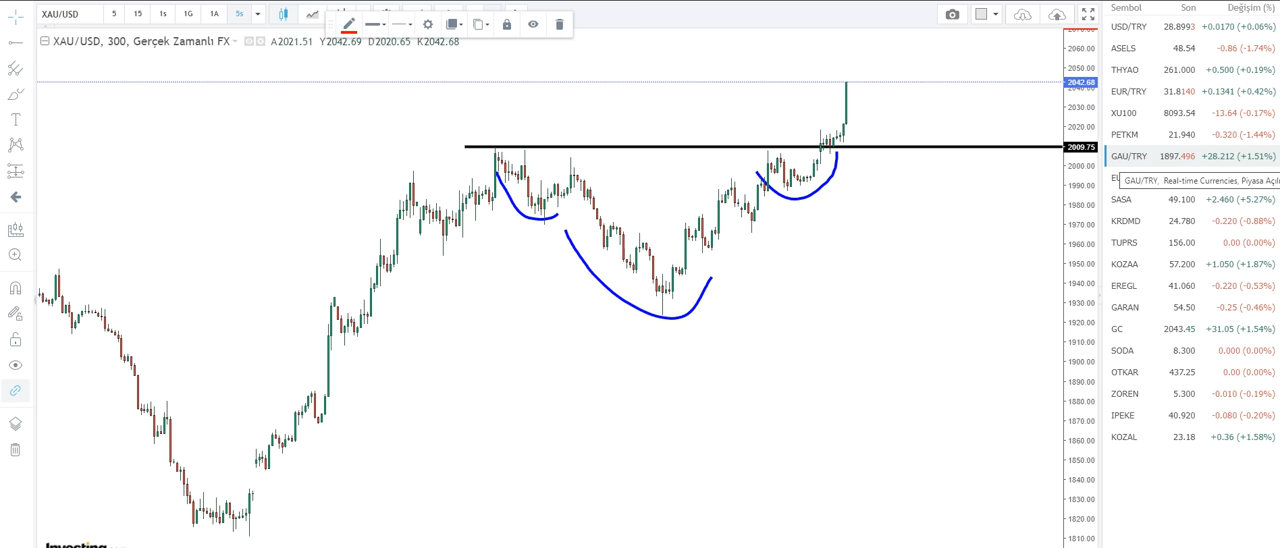 XAU/USD 5 15 1s 1G 1A 5s
XAU/USD, 300, Gerçek Zamanlı FX A2021.51 Y2042.69 D2020.65 K2042.68
2060.00
2050.00
2042.68
2040.00
2030.00
2020.00
2009.75
2000.00
1990.00
1980.00
1970.00
1960.00
1950.00
1940.00
1930.00
1920.00
1910.00
1900.00
1890.00
1880.00
1870.00
1860.00
1850.00
1840.00
1830.00
1820.00
1810.00
Investing
Sembol Son Değişim (%)
USD/TRY 28.8993 +0.0170 (+0.06%)
ASELS 48.54 -0.86 (-1.74%)
THYAO 261.000 +0.500 (+0.19%)
EUR/TRY 31.8140 +0.1341 (+0.42%)
XU100 8093.54 -13.64 (-0.17%)
PETKM 21.940 -0.320 (-1.44%)
GAU/TRY 1897.496 +28.212 (+1.51%)
GAU/TRY, Real-time Currencies, Piyasa Açıl
SASA 49.100 +2.460 (+5.27%)
KRDMD 24.780 -0.220 (-0.88%)
TUPRS 156.00 0.00 (0.00%)
KOZAA 57.200 +1.050 (+1.87%)
EREGL 41.060 -0.220 (-0.53%)
GARAN 54.50 -0.25 (-0.46%)
GC 2043.45 +31.05 (+1.54%)
SODA 8.300 0.000 (0.00%)
OTKAR 437.25 0.00 (0.00%)
ZOREN 5.300 -0.010 (-0.19%)
IPEKE 40.920 -0.080 (-0.20%)
KOZAL 23.18 +0.36 (+1.58%)